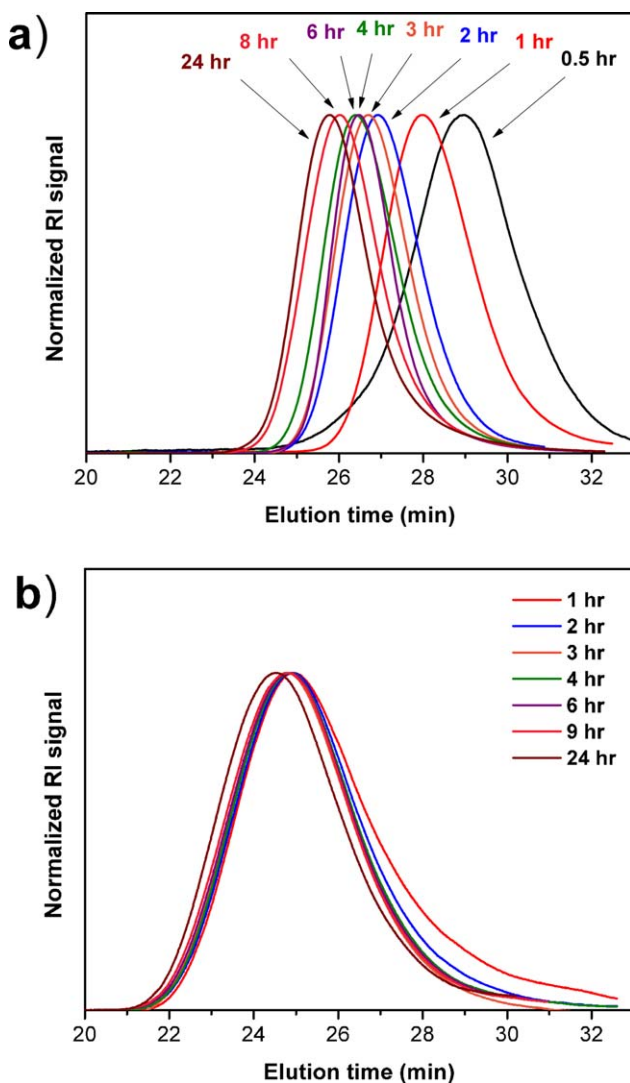 a)
24 hr
8 hr
6 hr
4 hr
3 hr
2 hr
1 hr
0.5 hr
Normalized RI signal
20 22 24 26 28 30 32
Elution time (min)
b)
1 hr
2 hr
3 hr
4 hr
6 hr
9 hr
24 hr
Normalized RI signal
20 22 24 26 28 30 32
Elution time (min)